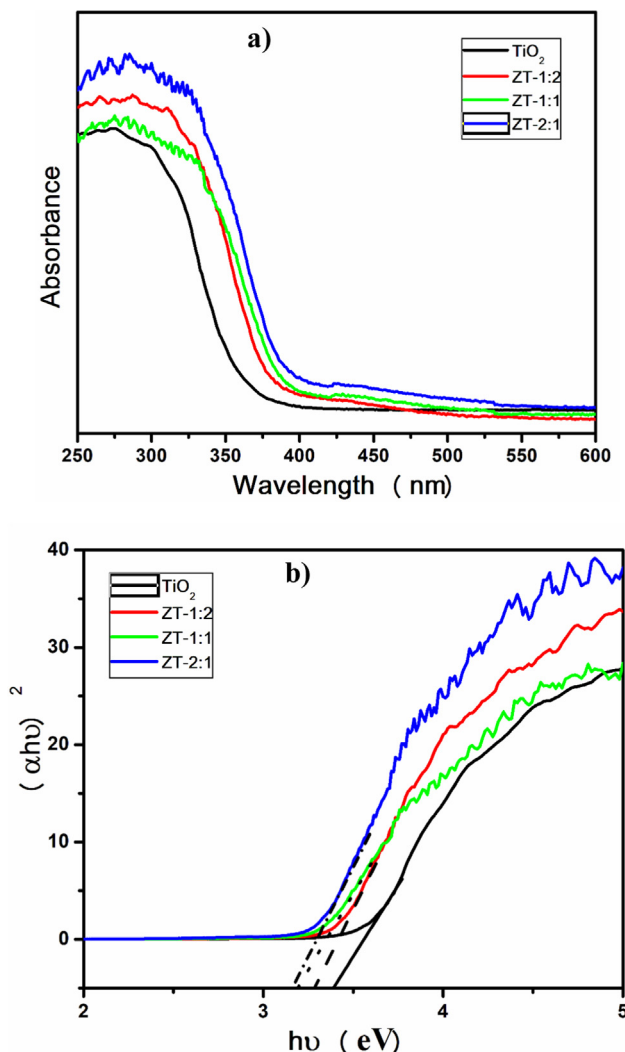 a)
TiO₂
ZT-1:2
ZT-1:1
ZT-2:1
Absorbance
250 300 350 400 450 500 550 600
Wavelength ( nm)
b)
TiO₂
ZT-1:2
ZT-1:1
ZT-2:1
(αhυ)²
40
30
20
10
0
2 3 4 5
hυ ( eV)